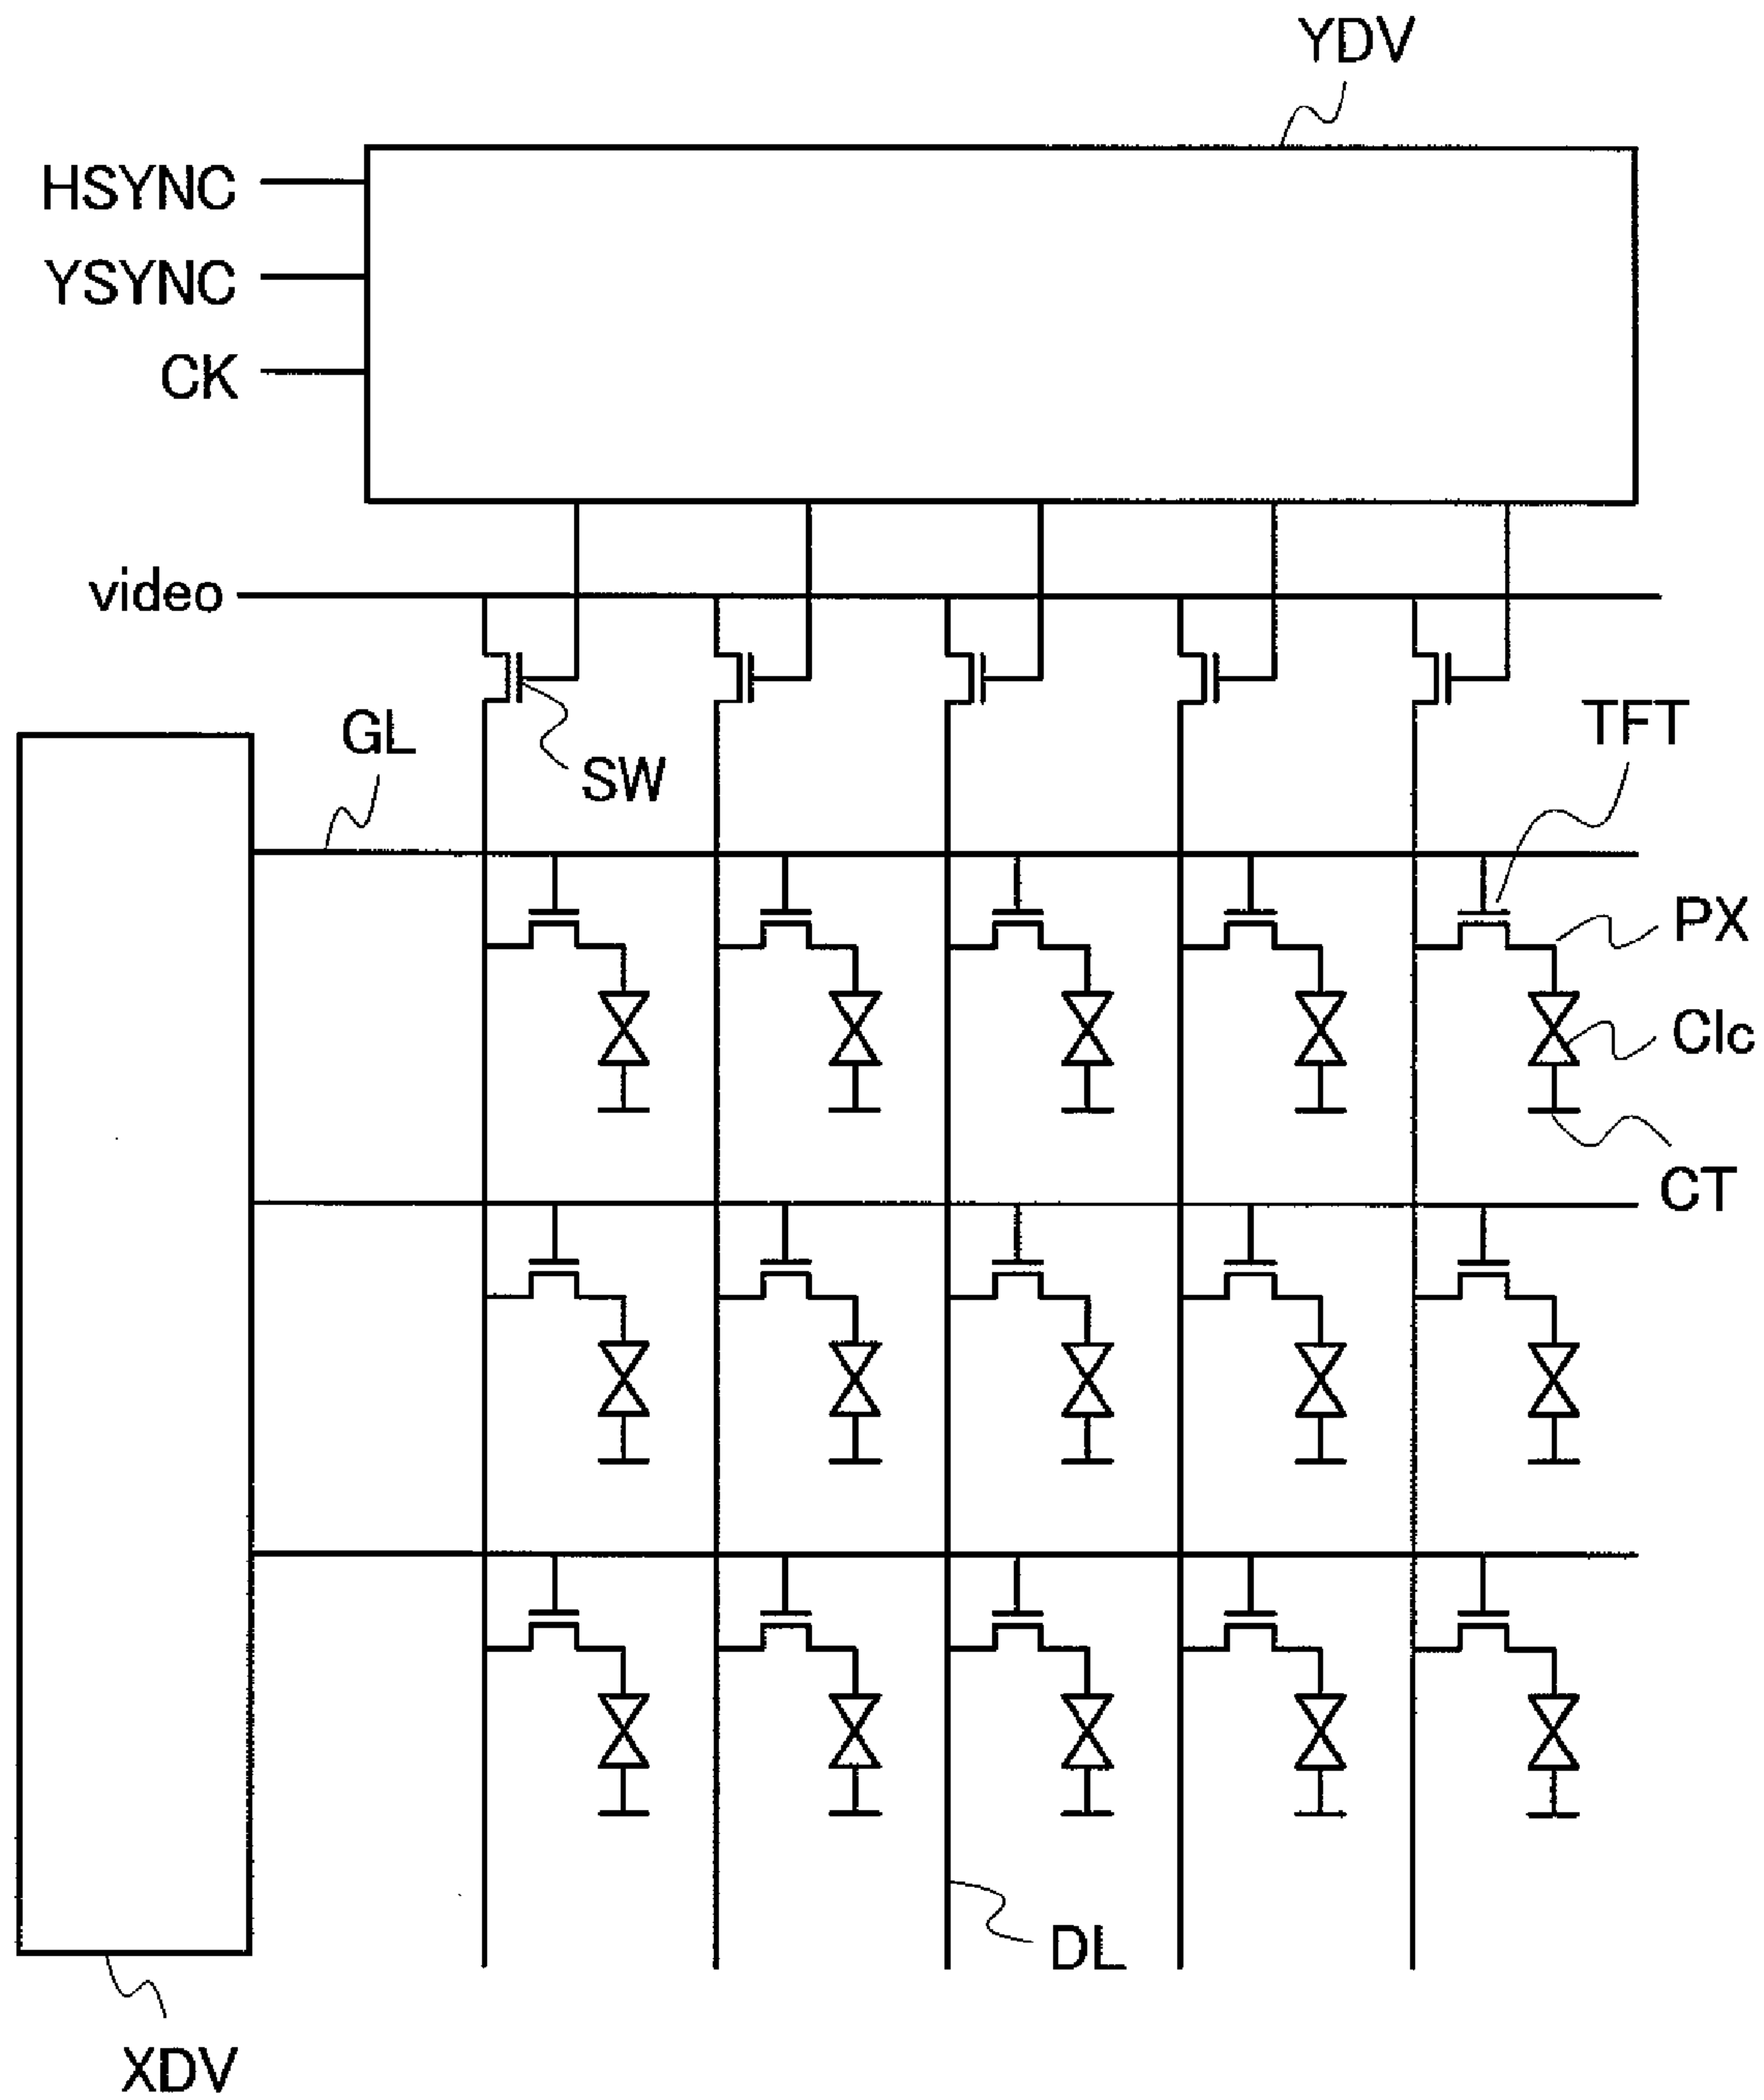 YDV
HSYNC
YSYNC
CK
video
GL
SW
TFT
PX
Clc
CT
DL
XDV